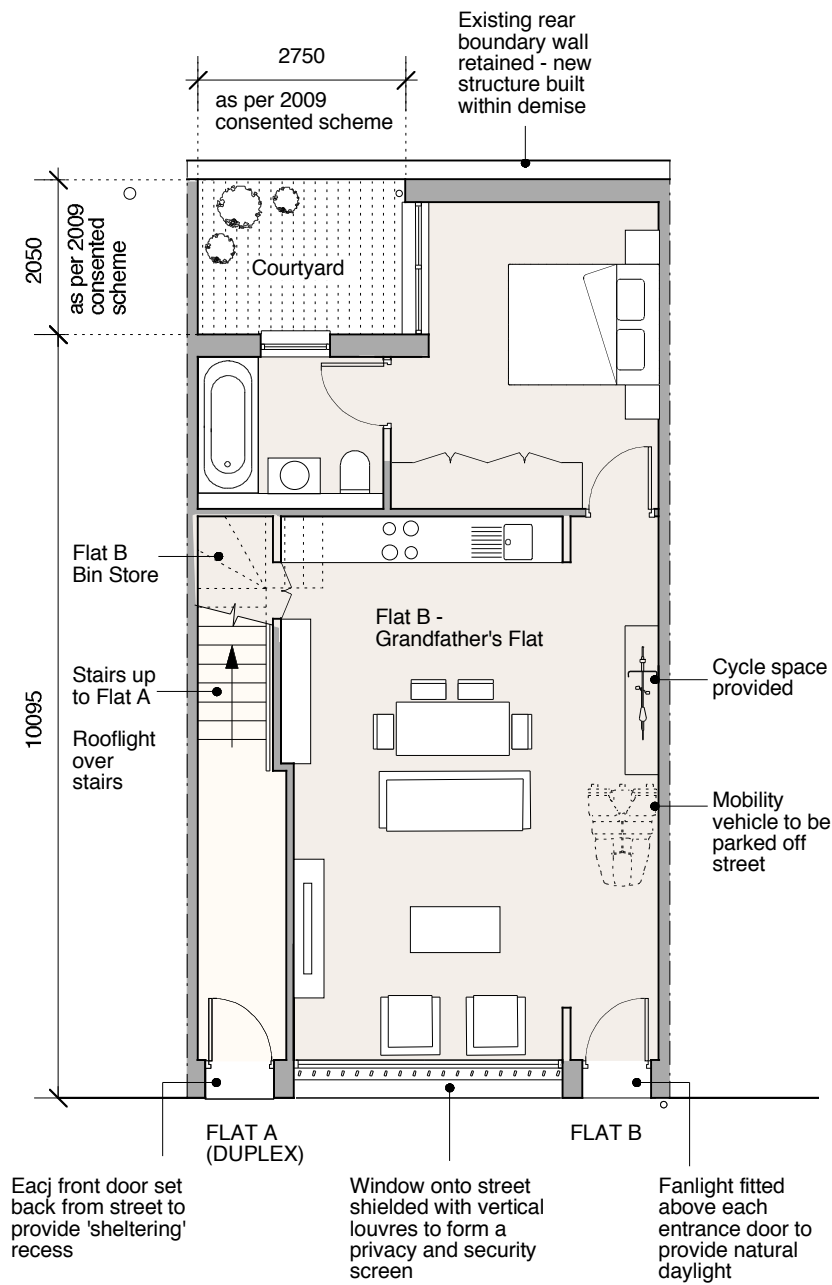 Existing rear
boundary wall
retained - new
structure built
within demise
2750
as per 2009
consented scheme
2050
as per 2009
consented
scheme
Courtyard
Flat B
Bin Store
Flat B -
Grandfather's Flat
Stairs up
to Flat A
Rooflight
over
stairs
10095
Cycle space
provided
Mobility
vehicle to be
parked off
street
FLAT A
(DUPLEX)
FLAT B
Eacj front door set
back from street to
provide 'sheltering'
recess
Window onto street
shielded with vertical
louvres to form a
privacy and security
screen
Fanlight fitted
above each
entrance door to
provide natural
daylight